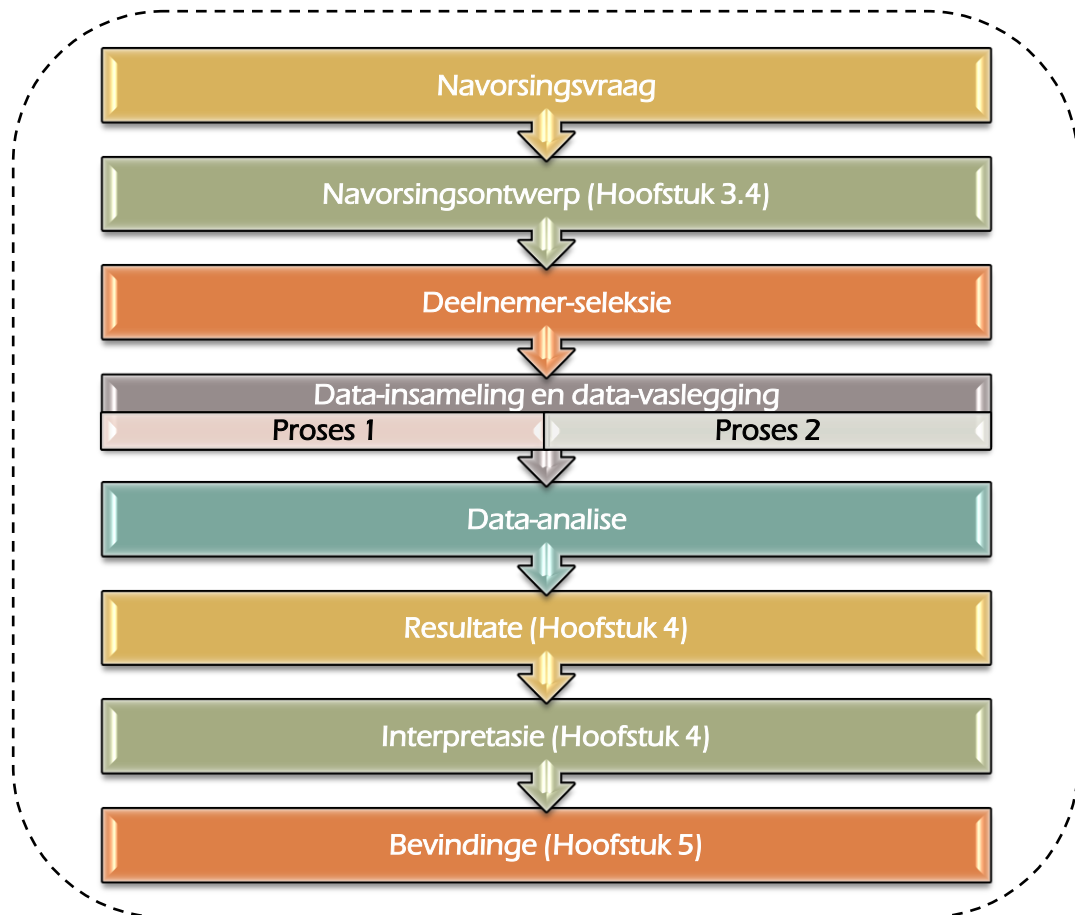 Navorsingsvraag
Navorsingsontwerp (Hoofstuk 3.4)
Deelnemer-seleksie
Data-insameling en data-vaslegging
Proses 1 Proses 2
Data-analise
Resultate (Hoofstuk 4)
Interpretasie (Hoofstuk 4)
Bevindinge (Hoofstuk 5)